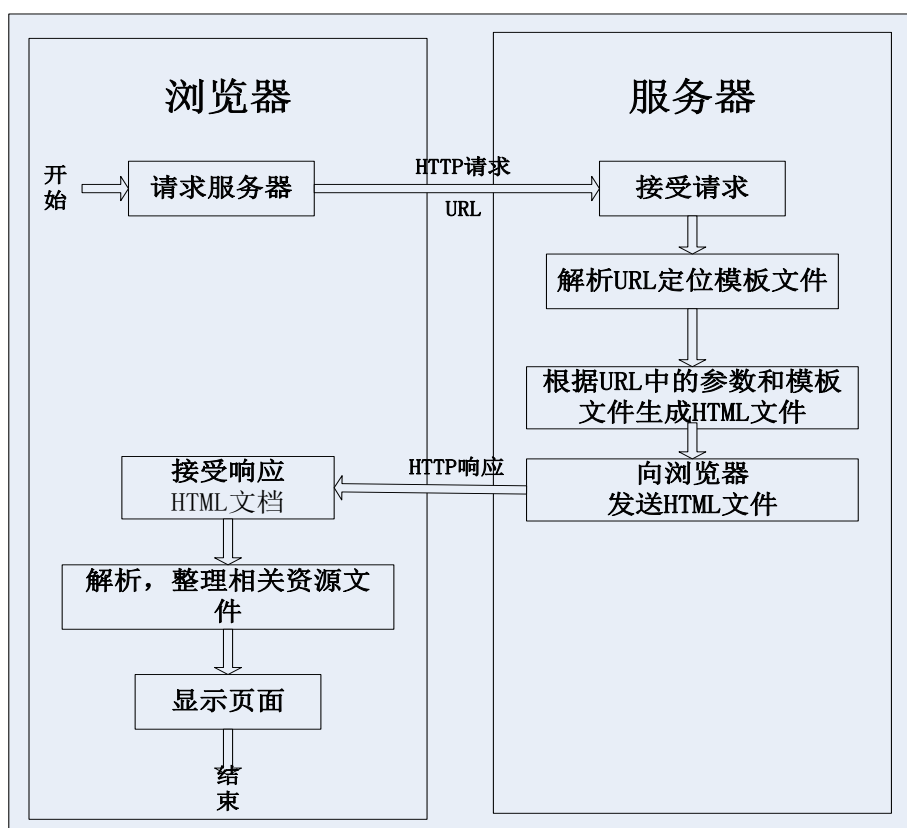 浏览器
服务器
开
始
请求服务器
HTTP请求
URL
接受请求
解析URL定位模板文件
根据URL中的参数和模板
文件生成HTML文件
向浏览器
发送HTML文件
HTTP响应
接受响应
HTML文档
解析，整理相关资源文
件
显示页面
结
束